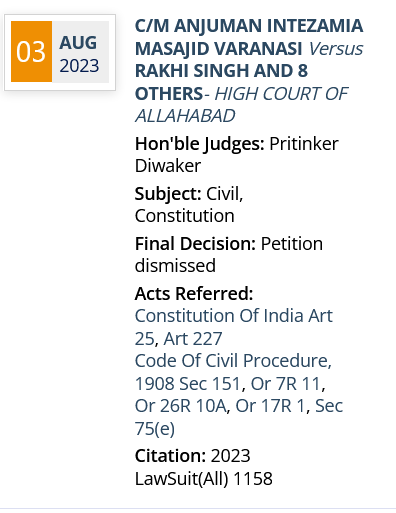 03 AUG 2023
C/M ANJUMAN INTEZAMIA
MASAJID VARANASI Versus
RAKHI SINGH AND 8
OTHERS- HIGH COURT OF
ALLAHABAD
Hon'ble Judges: Pritinker
Diwaker
Subject: Civil,
Constitution
Final Decision: Petition
dismissed
Acts Referred:
Constitution Of India Art
25, Art 227
Code Of Civil Procedure,
1908 Sec 151, Or 7R 11,
Or 26R 10A, Or 17R 1, Sec
75(e)
Citation: 2023
LawSuit(All) 1158